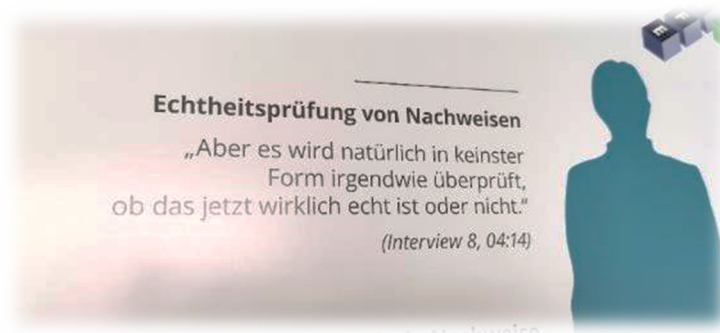 Echtheitsprüfung von Nachweisen
„Aber es wird natürlich in keinster
Form irgendwie überprüft,
ob das jetzt wirklich echt ist oder nicht.“
(Interview 8, 04:14)